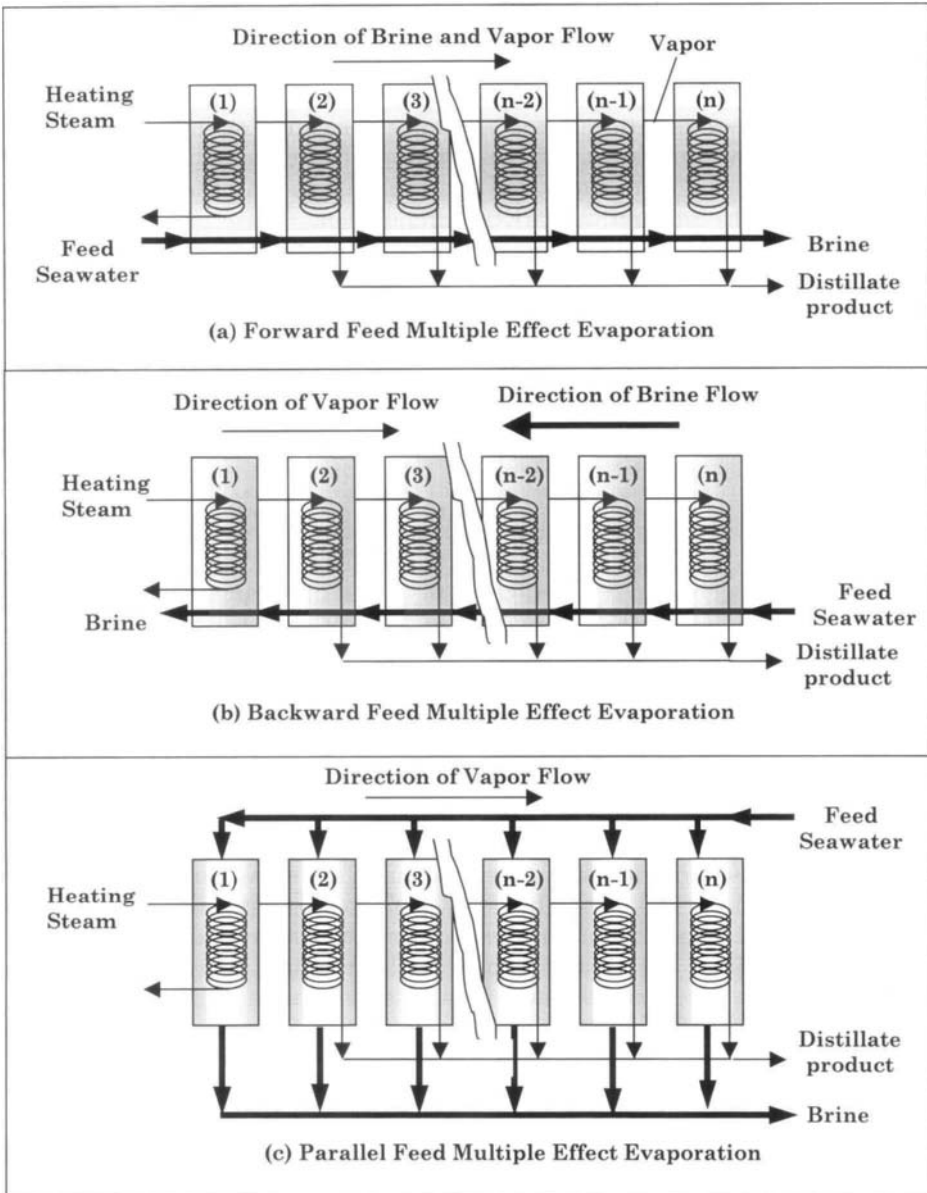 Direction of Brine and Vapor Flow
Vapor
Heating
Steam
(1)
(2)
(3)
(n-2)
(n-1)
(n)
Feed
Seawater
Brine
Distillate
product
(a) Forward Feed Multiple Effect Evaporation
Direction of Vapor Flow
Direction of Brine Flow
Heating
Steam
(1)
(2)
(3)
(n-2)
(n-1)
(n)
Brine
Feed
Seawater
Distillate
product
(b) Backward Feed Multiple Effect Evaporation
Direction of Vapor Flow
Feed
Seawater
Heating
Steam
(1)
(2)
(3)
(n-2)
(n-1)
(n)
Distillate
product
Brine
(c) Parallel Feed Multiple Effect Evaporation